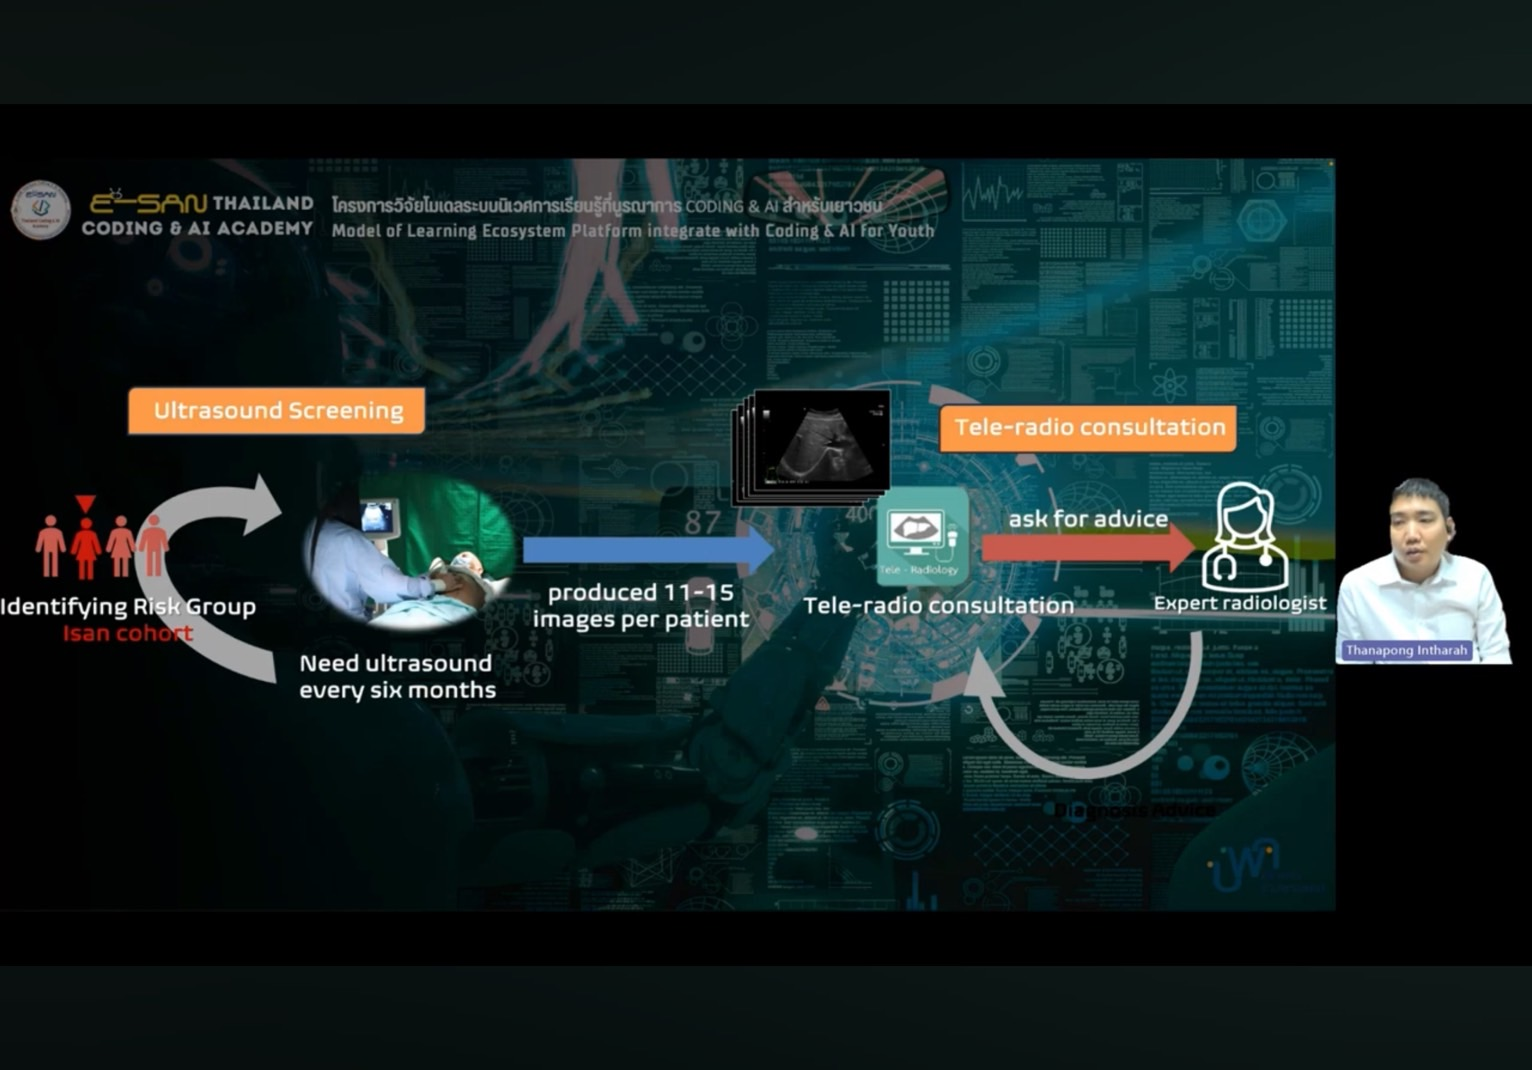 E-SAN THAILAND
CODING & AI ACADEMY
โครงการวิจัยโมเดลระบบนิเวศการเรียนรู้ที่บูรณาการ CODING & AI สำหรับเยาวชน
Model of Learning Ecosystem Platform integrate with Coding & AI for Youth
Ultrasound Screening
Tele-radio consultation
87
ask for advice
Tele - Radiology
produced 11-15
images per patient
Identifying Risk Group
Isan cohort
Tele-radio consultation
Expert radiologist
Need ultrasound
every six months
Thanapong Intharah
Diagnosis Advice